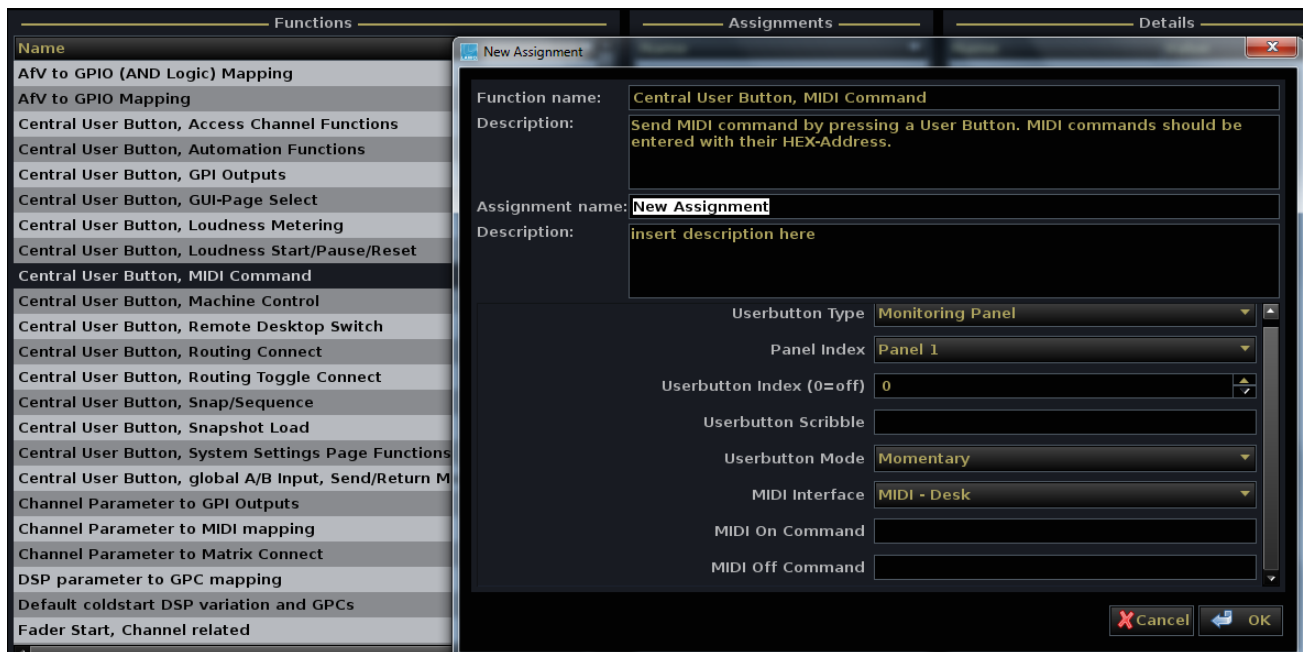 Functions
Assignments
Details
Name
AfV to GPIO (AND Logic) Mapping
AfV to GPIO Mapping
Central User Button, Access Channel Functions
Central User Button, Automation Functions
Central User Button, GPI Outputs
Central User Button, GUI-Page Select
Central User Button, Loudness Metering
Central User Button, Loudness Start/Pause/Reset
Central User Button, MIDI Command
Central User Button, Machine Control
Central User Button, Remote Desktop Switch
Central User Button, Routing Connect
Central User Button, Routing Toggle Connect
Central User Button, Snap/Sequence
Central User Button, Snapshot Load
Central User Button, System Settings Page Functions
Central User Button, global A/B Input, Send/Return M
Channel Parameter to GPI Outputs
Channel Parameter to MIDI mapping
Channel Parameter to Matrix Connect
DSP parameter to GPC mapping
Default coldstart DSP variation and GPCs
Fader Start, Channel related
New Assignment
Function name: Central User Button, MIDI Command
Description: Send MIDI command by pressing a User Button. MIDI commands should be
entered with their HEX-Address.
Assignment name: New Assignment
Description: insert description here
Userbutton Type Monitoring Panel
Panel Index Panel 1
Userbutton Index (0=off) 0
Userbutton Scribble
Userbutton Mode Momentary
MIDI Interface MIDI - Desk
MIDI On Command
MIDI Off Command
Cancel OK